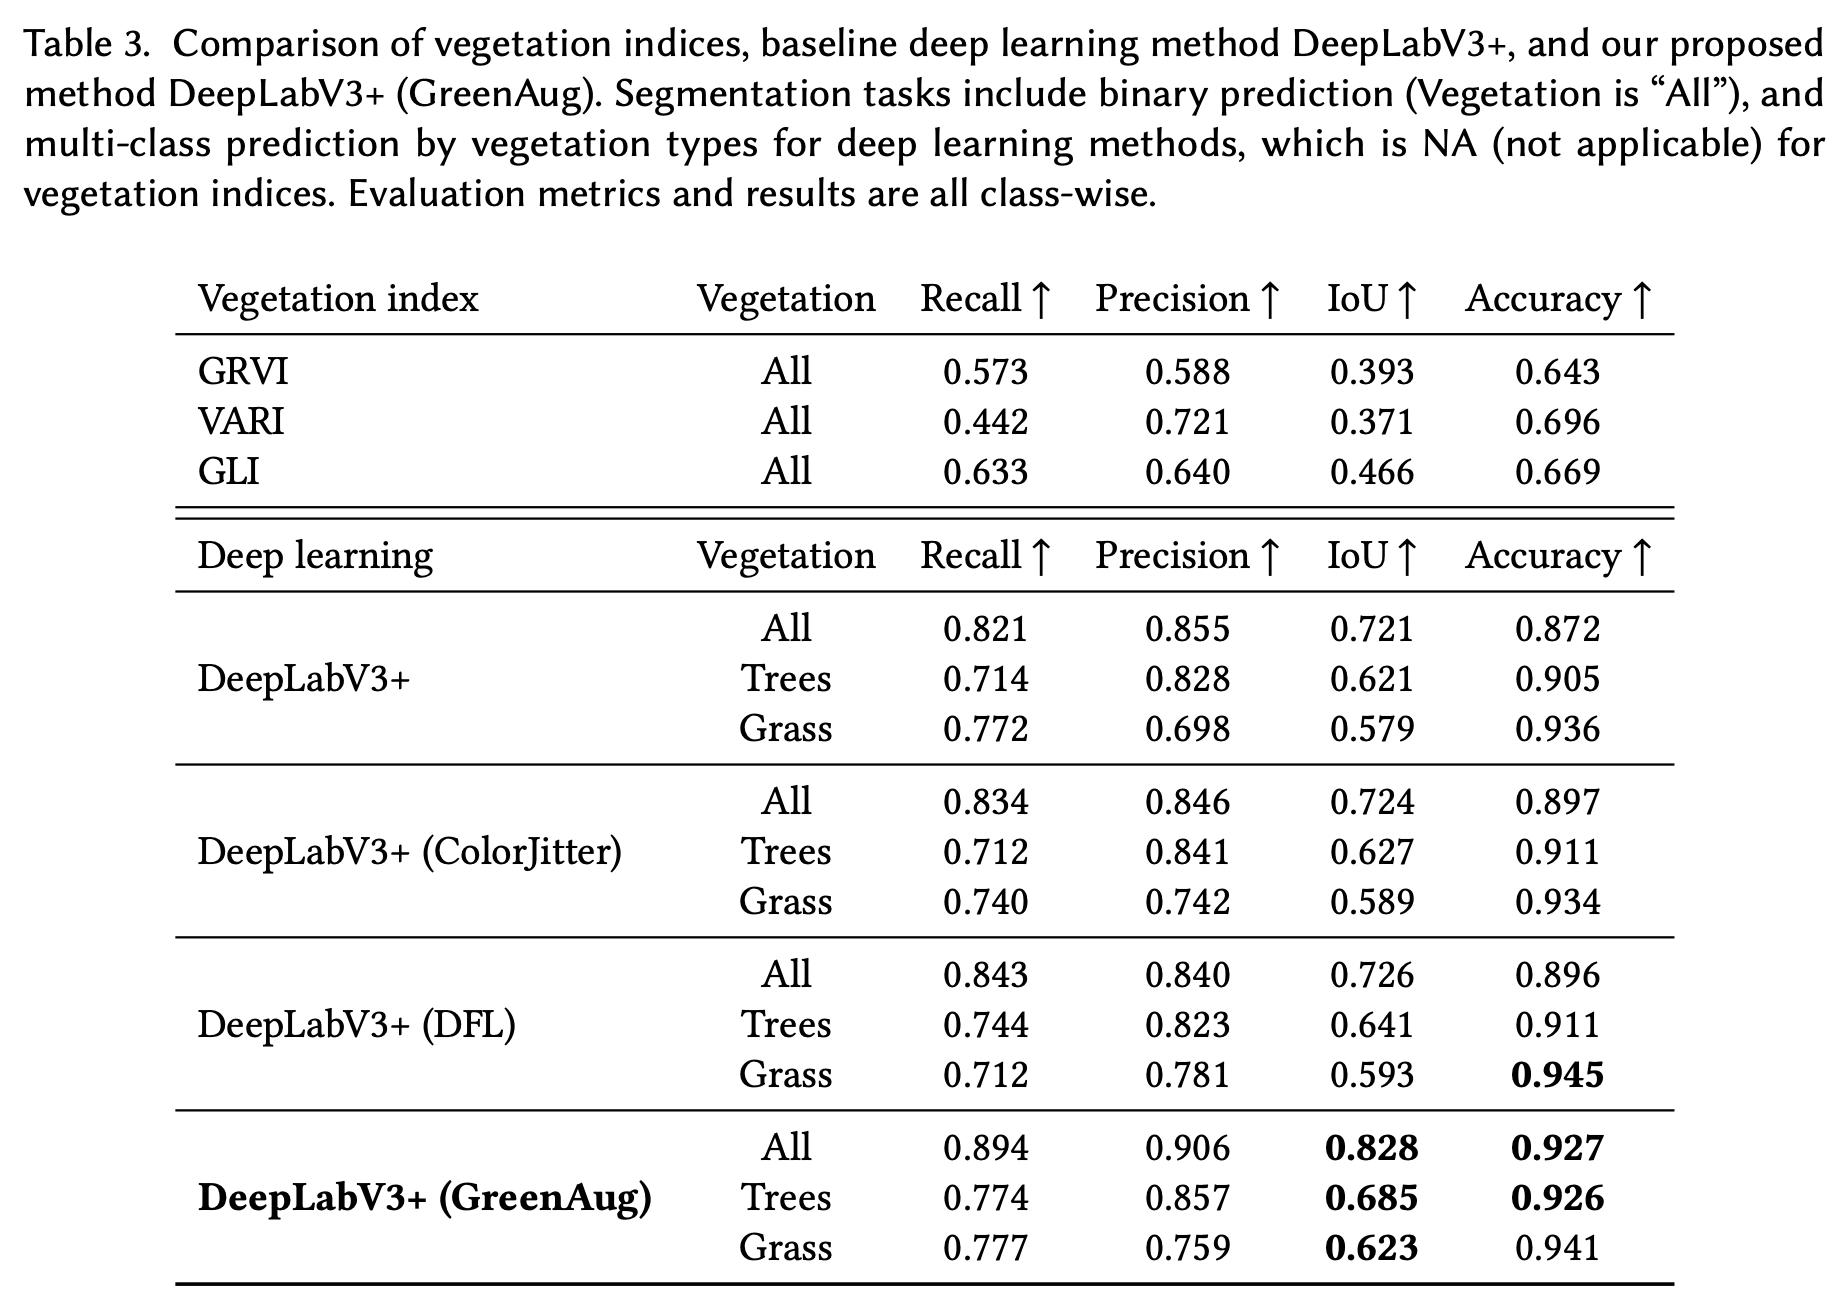 Table 3. Comparison of vegetation indices, baseline deep learning method DeepLabV3+, and our proposed
method DeepLabV3+ (GreenAug). Segmentation tasks include binary prediction (Vegetation is “All”), and
multi-class prediction by vegetation types for deep learning methods, which is NA (not applicable) for
vegetation indices. Evaluation metrics and results are all class-wise.
Vegetation index Vegetation Recall ↑ Precision ↑ IoU ↑ Accuracy ↑
GRVI All 0.573 0.588 0.393 0.643
VARI All 0.442 0.721 0.371 0.696
GLI All 0.633 0.640 0.466 0.669
Deep learning Vegetation Recall ↑ Precision ↑ IoU ↑ Accuracy ↑
All 0.821 0.855 0.721 0.872
DeepLabV3+ Trees 0.714 0.828 0.621 0.905
Grass 0.772 0.698 0.579 0.936
All 0.834 0.846 0.724 0.897
DeepLabV3+ (ColorJitter) Trees 0.712 0.841 0.627 0.911
Grass 0.740 0.742 0.589 0.934
All 0.843 0.840 0.726 0.896
DeepLabV3+ (DFL) Trees 0.744 0.823 0.641 0.911
Grass 0.712 0.781 0.593 0.945
All 0.894 0.906 0.828 0.927
DeepLabV3+ (GreenAug) Trees 0.774 0.857 0.685 0.926
Grass 0.777 0.759 0.623 0.941